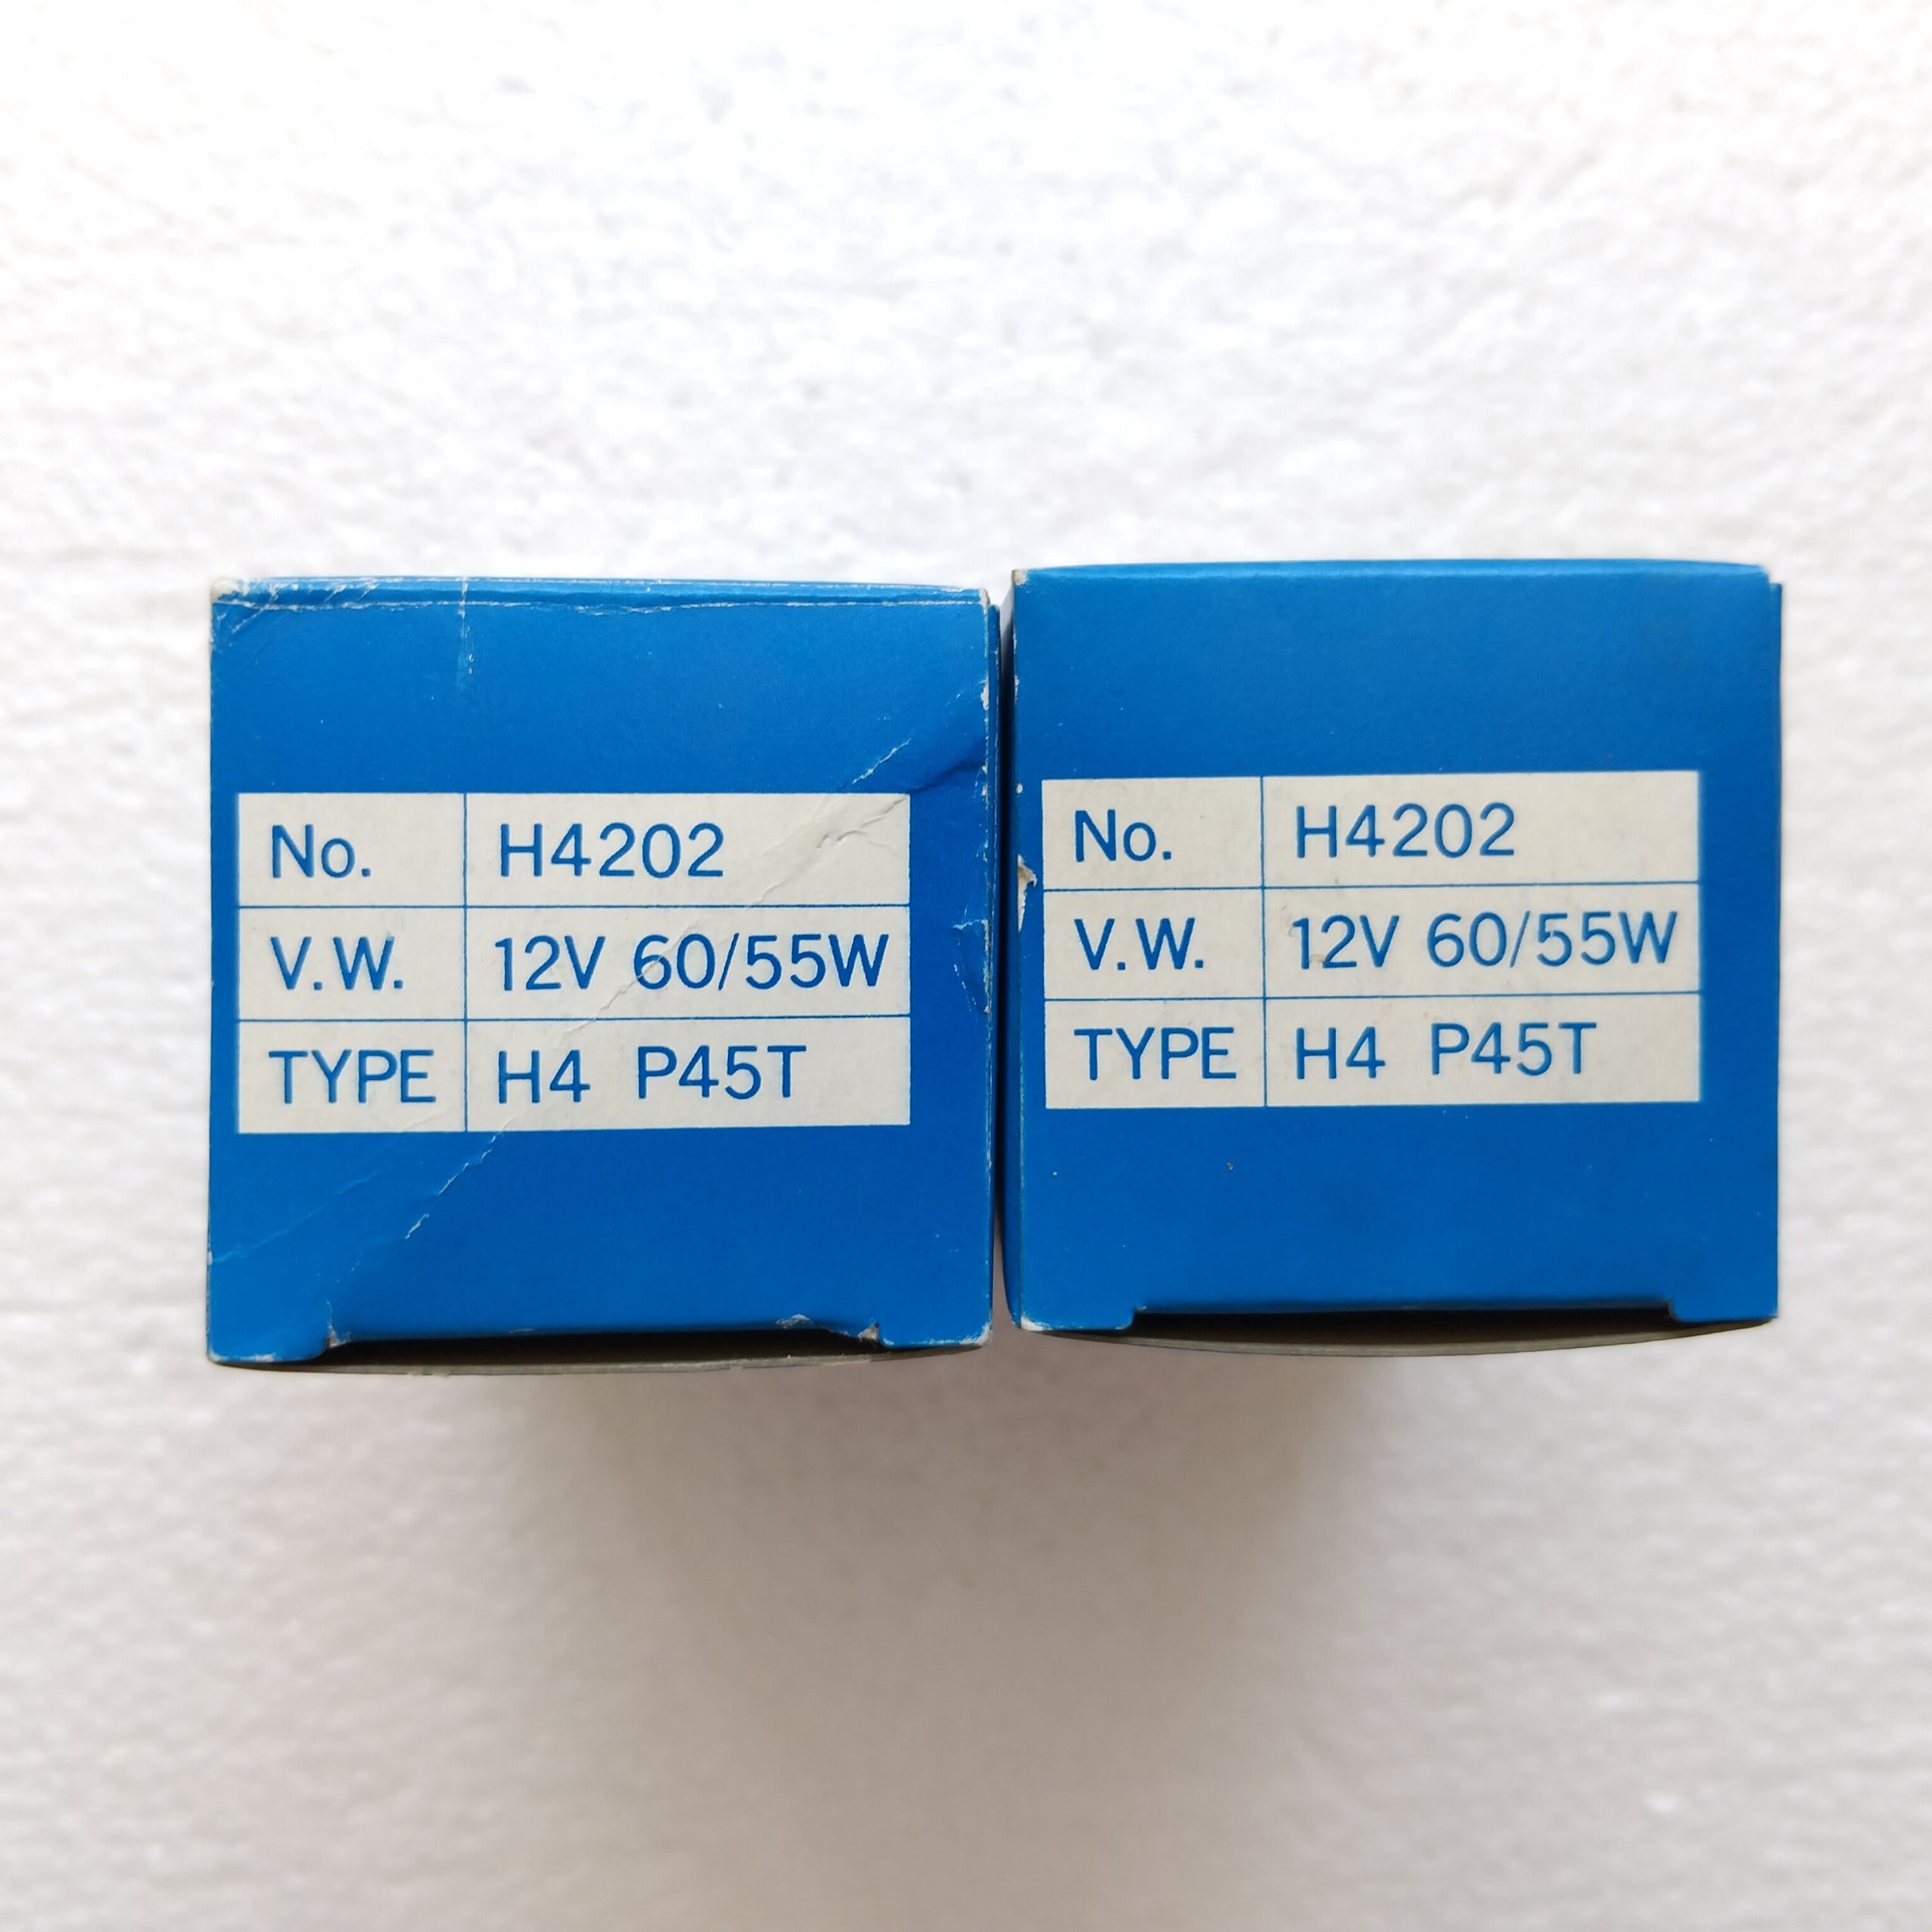 No. H4202
V.W. 12V 60/55W
TYPE H4 P45T
No. H4202
V.W. 12V 60/55W
TYPE H4 P45T